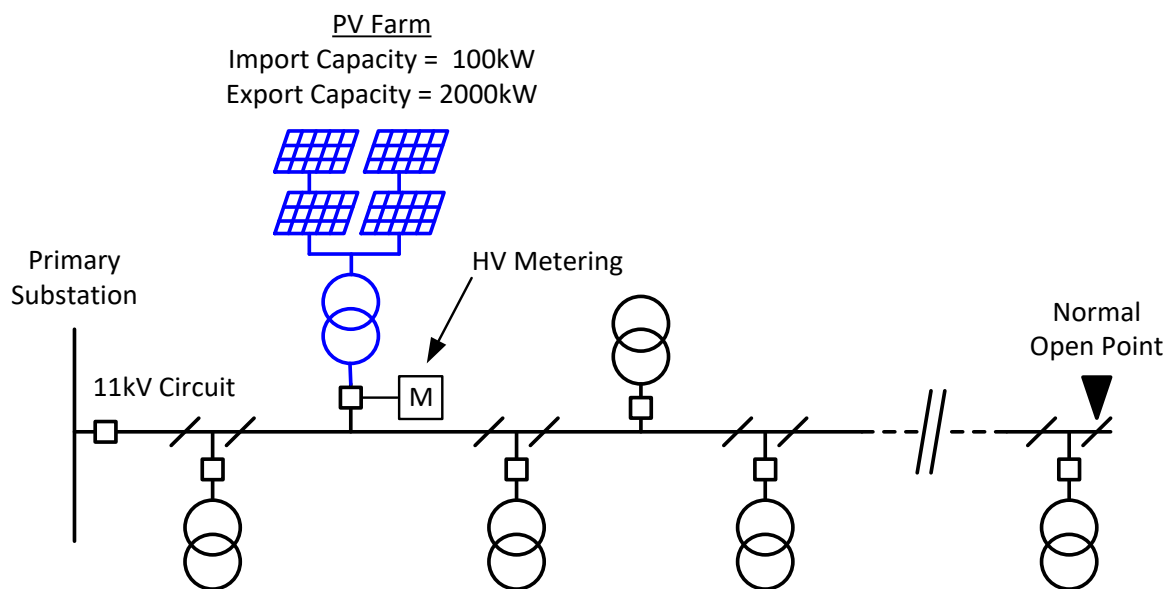 PV Farm
Import Capacity = 100kW
Export Capacity = 2000kW
Primary
Substation
HV Metering
Normal
Open Point
11kV Circuit
M